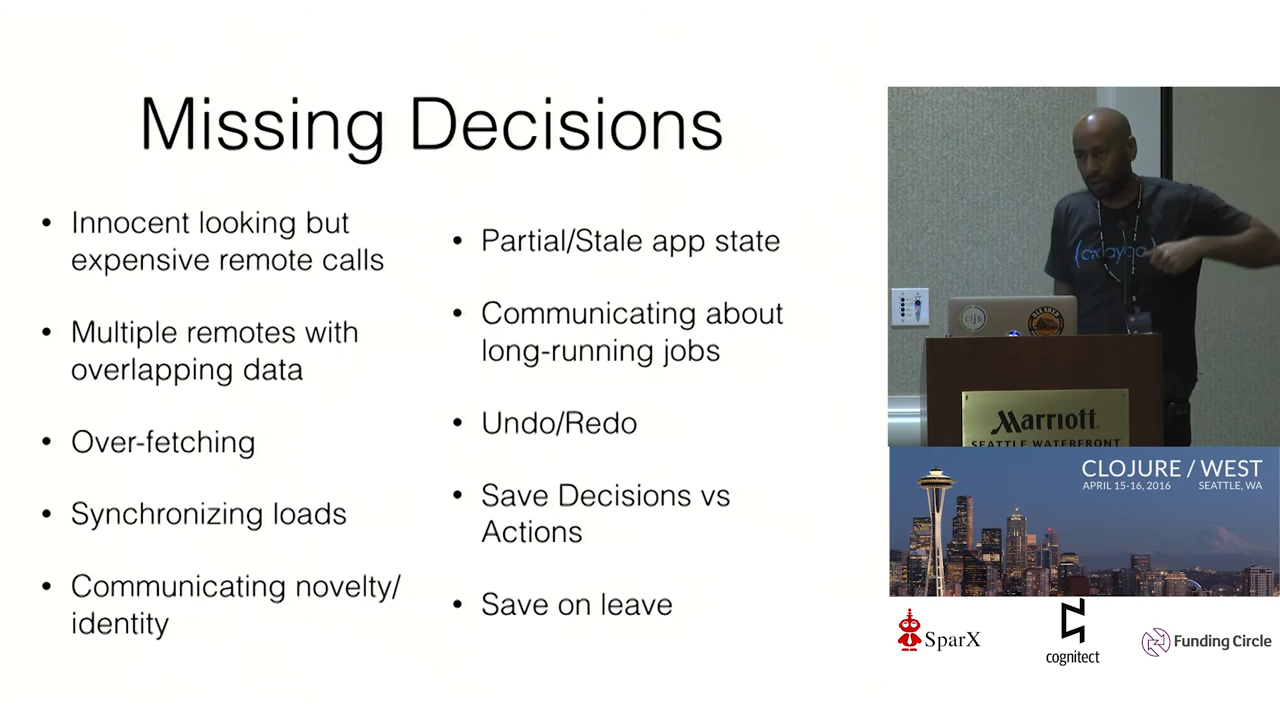 Missing Decisions
• Innocent looking but
expensive remote calls
• Multiple remotes with
overlapping data
• Over-fetching
• Synchronizing loads
• Communicating novelty/
identity
• Partial/Stale app state
• Communicating about
long-running jobs
• Undo/Redo
• Save Decisions vs
Actions
• Save on leave
cljs
Marriott
SEATTLE WATERFRONT
CLOJURE / WEST
APRIL 15-16, 2016 SEATTLE, WA
SparX
cognitect
Funding Circle